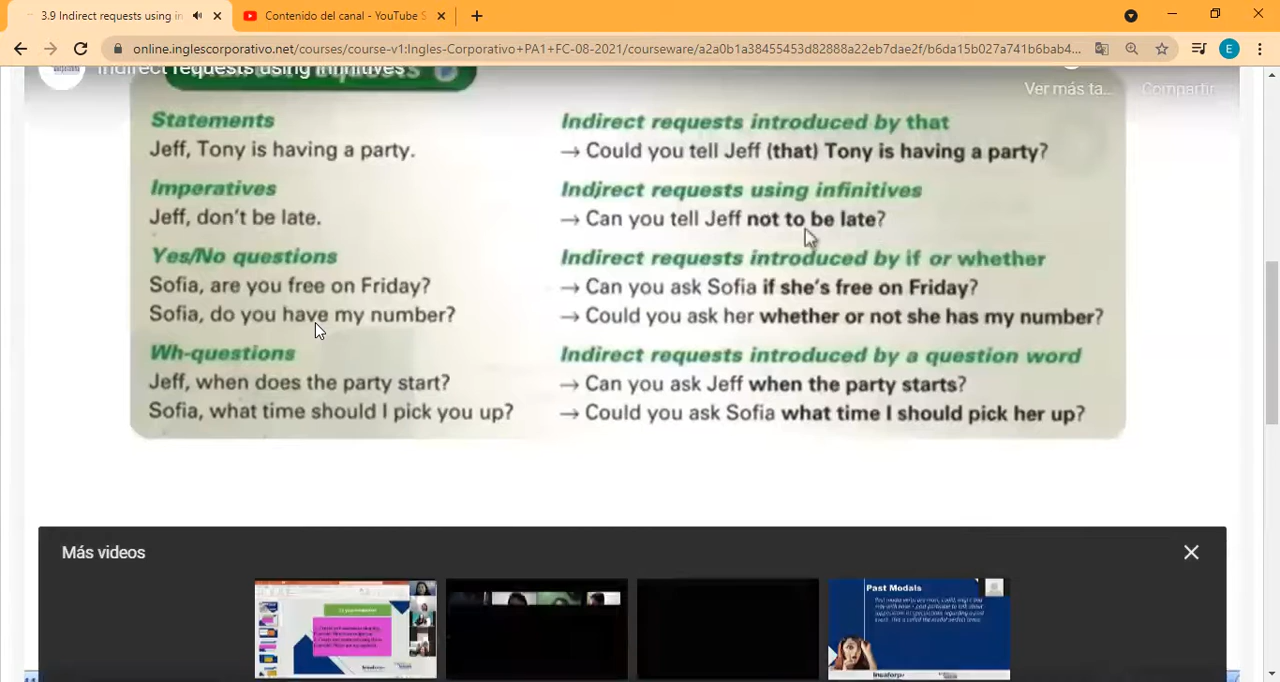 3.9 Indirect requests using in
Contenido del canal - YouTube S
online.inglescorporativo.net/courses/course-v1:Ingles-Corporativo+PA1+FC-08-2021/courseware/a2a0b1a38455453d82888a22eb7dae2f/b6da15b027a741b6bab4...
E
Indirect requests using infinitives
Ver más ta...
Compartir
Statements
Jeff, Tony is having a party.
Indirect requests introduced by that
→ Could you tell Jeff (that) Tony is having a party?
Imperatives
Jeff, don't be late.
Indirect requests using infinitives
→ Can you tell Jeff not to be late?
Yes/No questions
Sofia, are you free on Friday?
Sofia, do you have my number?
Indirect requests introduced by if or whether
→ Can you ask Sofia if she's free on Friday?
→ Could you ask her whether or not she has my number?
Wh-questions
Jeff, when does the party start?
Sofia, what time should I pick you up?
Indirect requests introduced by a question word
→ Can you ask Jeff when the party starts?
→ Could you ask Sofia what time I should pick her up?
Más videos
Past Modals